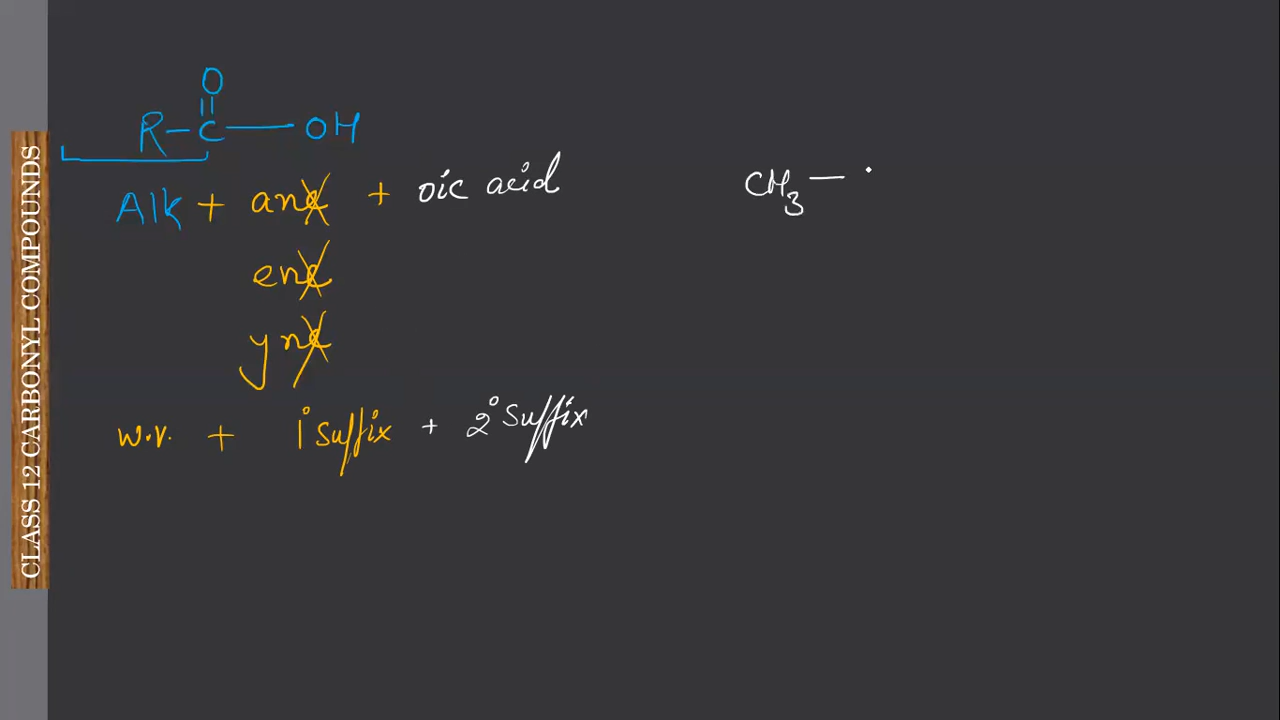 CLASS 12 CARBONYL COMPOUNDS
O
R—C—OH
Alk + ane + oic acid
ene
yne
w.r. + 1° suffix + 2° suffix
CH3 —